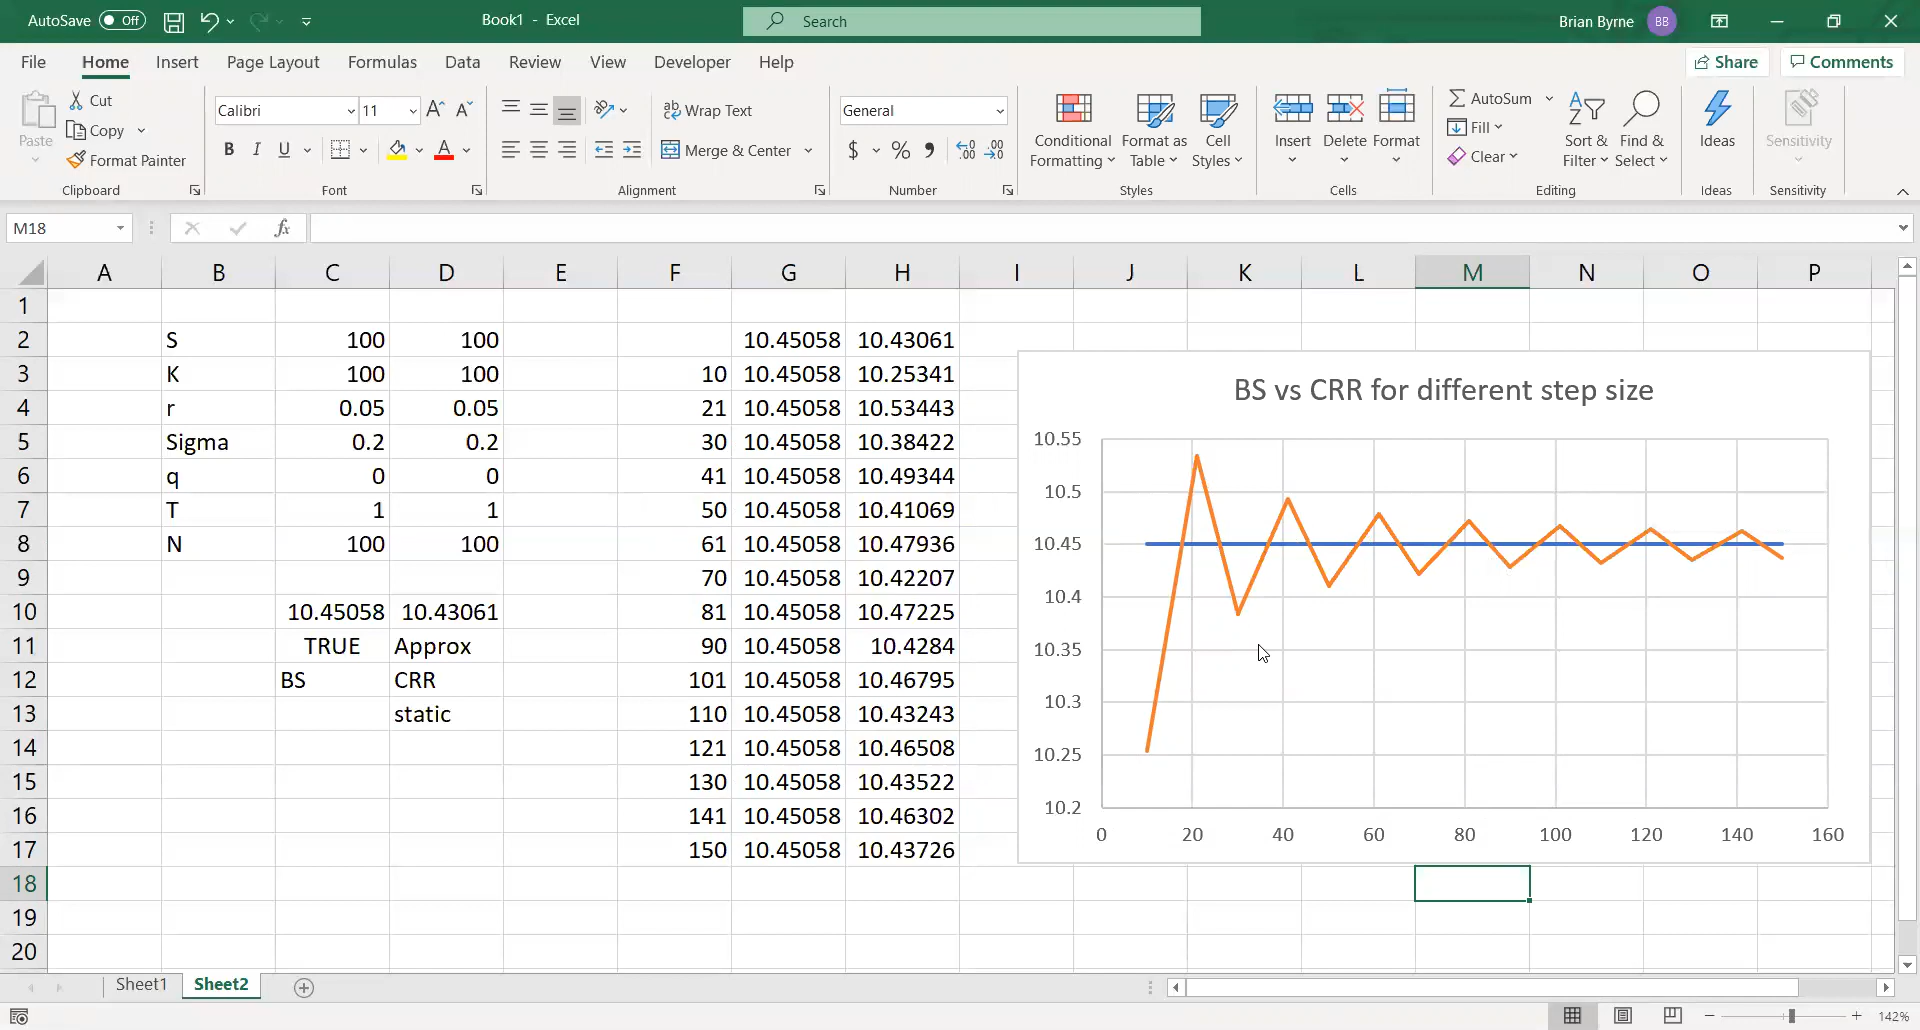 AutoSave Off Book1 - Excel Search Brian Byrne BB
File Home Insert Page Layout Formulas Data Review View Developer Help Share Comments
Paste
Cut
Copy
Format Painter
Clipboard
Calibri 11
B I U A
Font
Wrap Text
Merge & Center
Alignment
General
$ % 9
Number
Conditional Formatting
Format as Table
Cell Styles
Styles
Insert Delete Format
Cells
AutoSum
Fill
Clear
Sort & Filter
Find & Select
Editing
Ideas
Ideas
Sensitivity
Sensitivity
M18 fx
A B C D E F G H I J K L M N O P
1
2 S 100 100 10.45058 10.43061
3 K 100 100 10 10.45058 10.25341
4 r 0.05 0.05 21 10.45058 10.53443
5 Sigma 0.2 0.2 30 10.45058 10.38422
6 q 0 0 41 10.45058 10.49344
7 T 1 1 50 10.45058 10.41069
8 N 100 100 61 10.45058 10.47936
9 70 10.45058 10.42207
10 10.45058 10.43061 81 10.45058 10.47225
11 TRUE Approx 90 10.45058 10.4284
12 BS CRR 101 10.45058 10.46795
13 static 110 10.45058 10.43243
14 121 10.45058 10.46508
15 130 10.45058 10.43522
16 141 10.45058 10.46302
17 150 10.45058 10.43726
18
19
20
BS vs CRR for different step size
10.55
10.5
10.45
10.4
10.35
10.3
10.25
10.2
0 20 40 60 80 100 120 140 160
Sheet1 Sheet2
142%